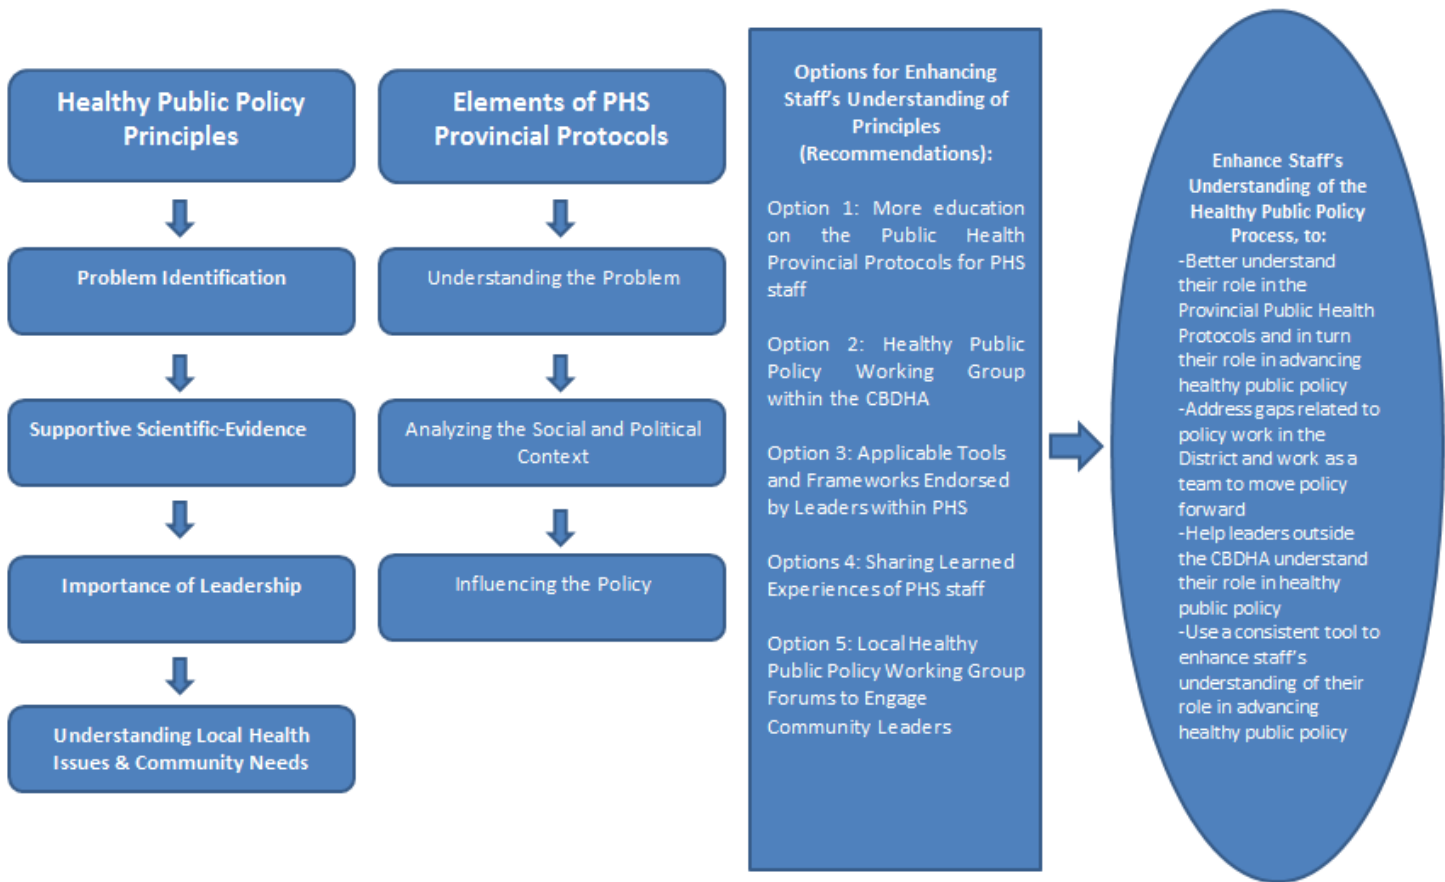 Healthy Public Policy
Principles
Problem Identification
Supportive Scientific-Evidence
Importance of Leadership
Understanding Local Health
Issues & Community Needs
Elements of PHS
Provincial Protocols
Understanding the Problem
Analyzing the Social and Political
Context
Influencing the Policy
Options for Enhancing
Staff's Understanding of
Principles
(Recommendations):
Option 1: More education
on the Public Health
Provincial Protocols for PHS
staff
Option 2: Healthy Public
Policy Working Group
within the CBDHA
Option 3: Applicable Tools
and Frameworks Endorsed
by Leaders within PHS
Options 4: Sharing Learned
Experiences of PHS staff
Option 5: Local Healthy
Public Policy Working Group
Forums to Engage
Community Leaders
Enhance Staff's
Understanding of the
Healthy Public Policy
Process, to:
-Better understand
their role in the
Provincial Public Health
Protocols and in turn
their role in advancing
healthy public policy
-Address gaps related to
policy work in the
District and work as a
team to move policy
forward
-Help leaders outside
the CBDHA understand
their role in healthy
public policy
-Use a consistent tool to
enhance staff's
understanding of their
role in advancing
healthy public policy